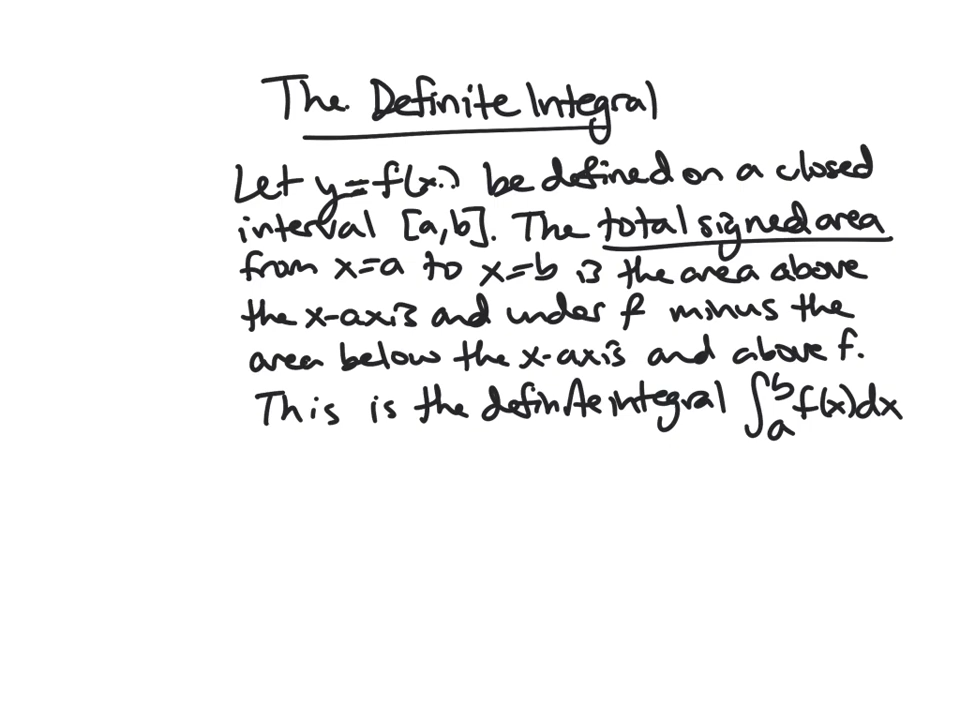 The Definite Integral
Let y=f(x) be defined on a closed
interval [a,b]. The total signed area
from x=a to x=b is the area above
the x-axis and under f minus the
area below the x-axis and above f.
This is the definite integral ∫_a^b f(x)dx